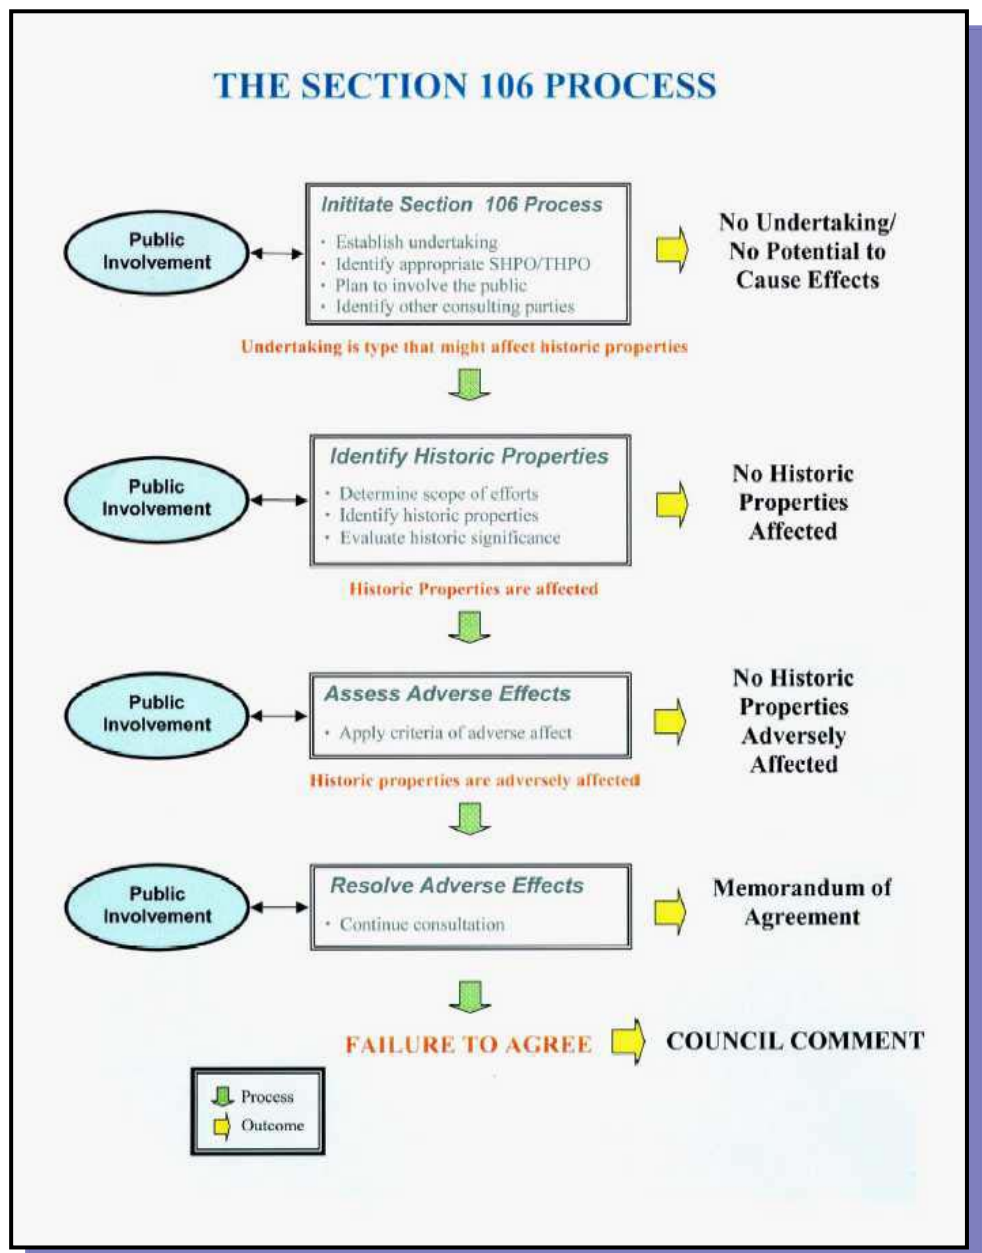 THE SECTION 106 PROCESS
Public
Involvement
Inititate Section 106 Process
· Establish undertaking
· Identify appropriate SHPO/THPO
· Plan to involve the public
· Identify other consulting parties
No Undertaking/
No Potential to
Cause Effects
Undertaking is type that might affect historic properties
Public
Involvement
Identify Historic Properties
· Determine scope of efforts
· Identify historic properties
· Evaluate historic significance
No Historic
Properties
Affected
Historic Properties are affected
Public
Involvement
Assess Adverse Effects
· Apply criteria of adverse affect
No Historic
Properties
Adversely
Affected
Historic properties are adversely affected
Public
Involvement
Resolve Adverse Effects
· Continue consultation
Memorandum of
Agreement
FAILURE TO AGREE
COUNCIL COMMENT
Process
Outcome